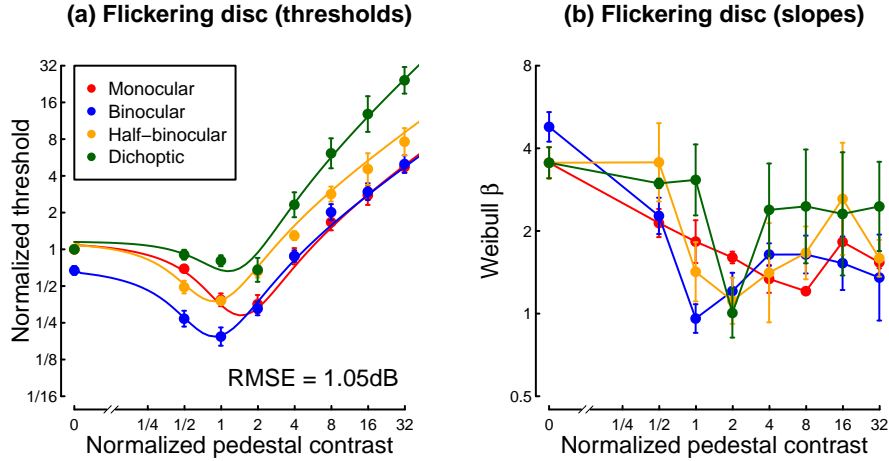 (a) Flickering disc (thresholds)
Normalized threshold
32
16
8
4
2
1
1/2
1/4
1/8
1/16
Monocular
Binocular
Half−binocular
Dichoptic
RMSE = 1.05dB
0 1/4 1/2 1 2 4 8 16 32
Normalized pedestal contrast
(b) Flickering disc (slopes)
Weibull β
8
4
2
1
0.5
0 1/4 1/2 1 2 4 8 16 32
Normalized pedestal contrast